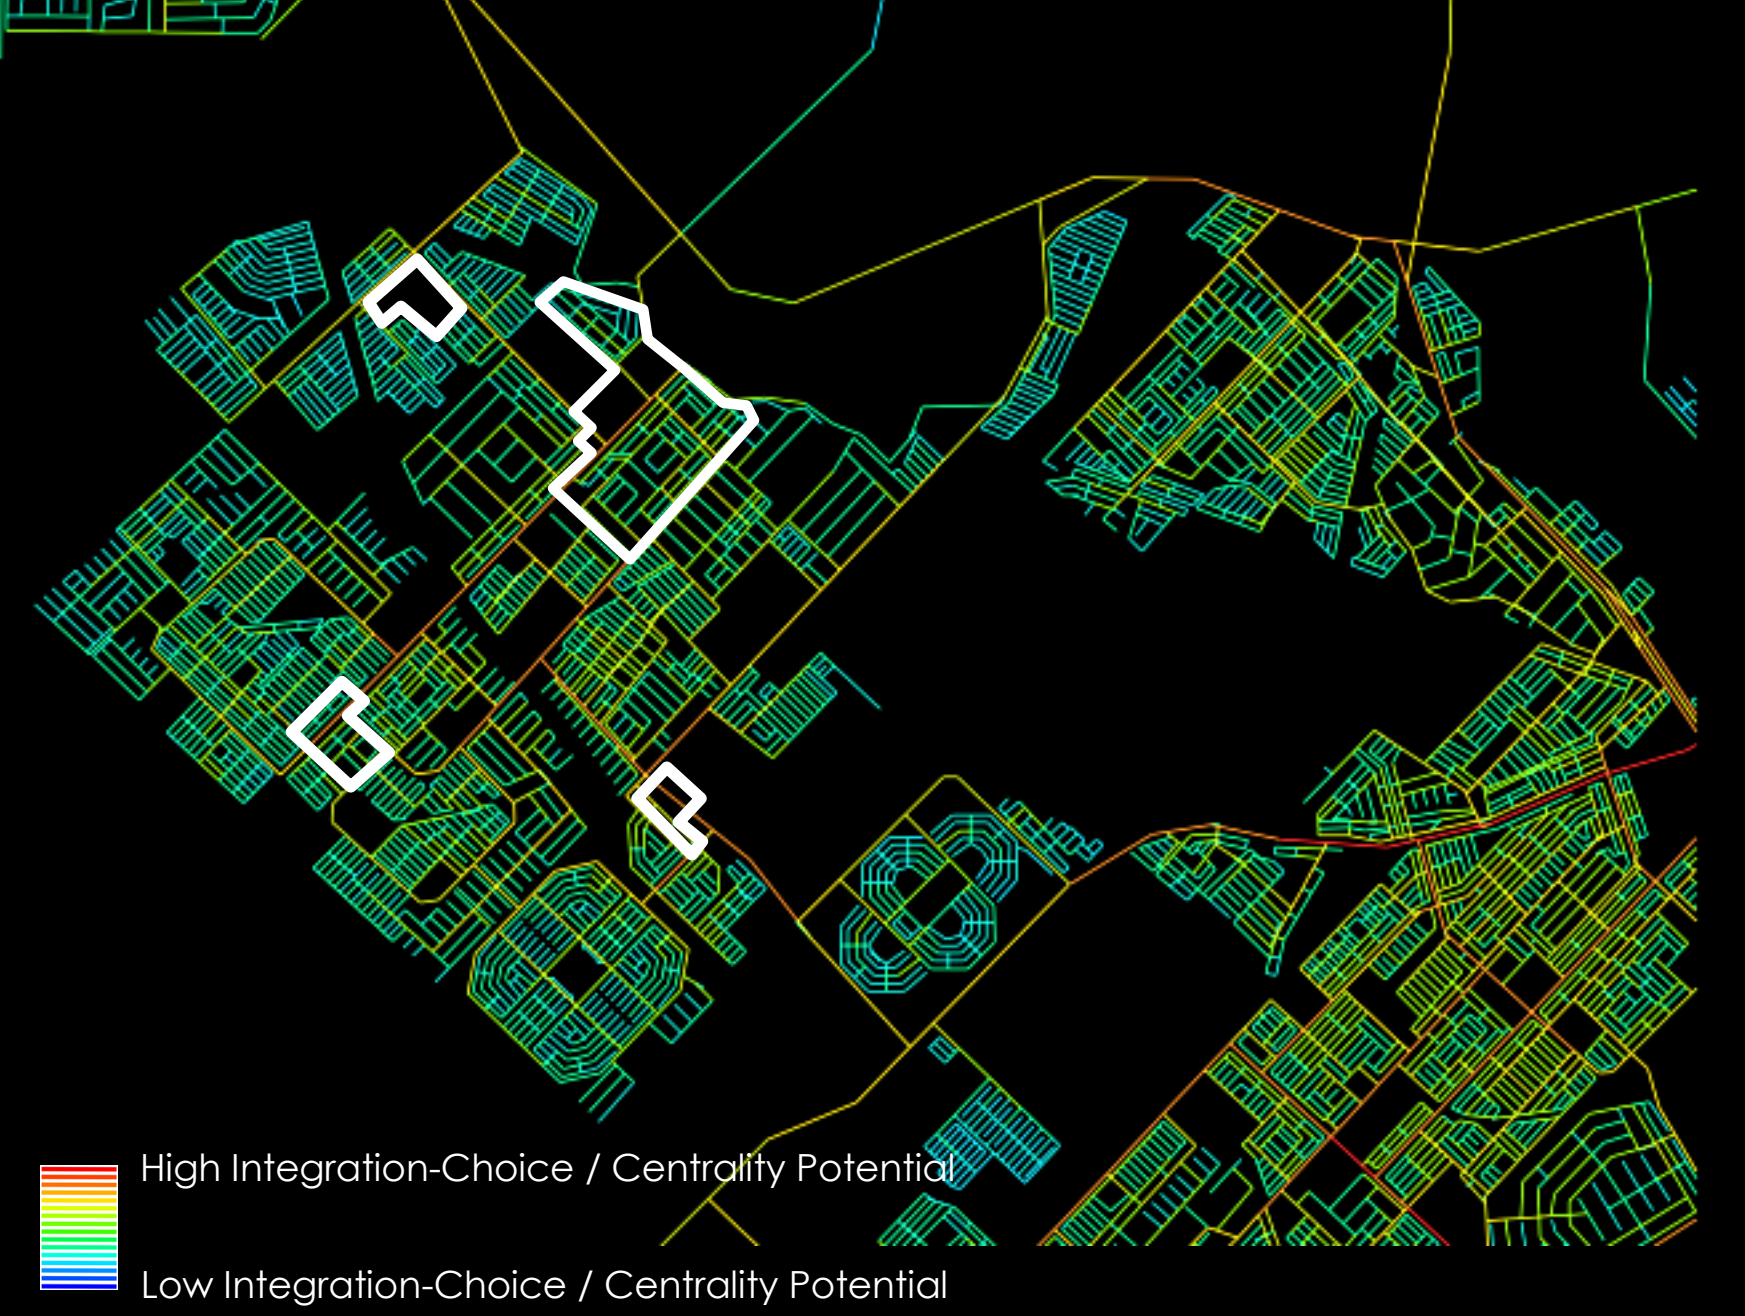 High Integration-Choice / Centrality Potential
Low Integration-Choice / Centrality Potential